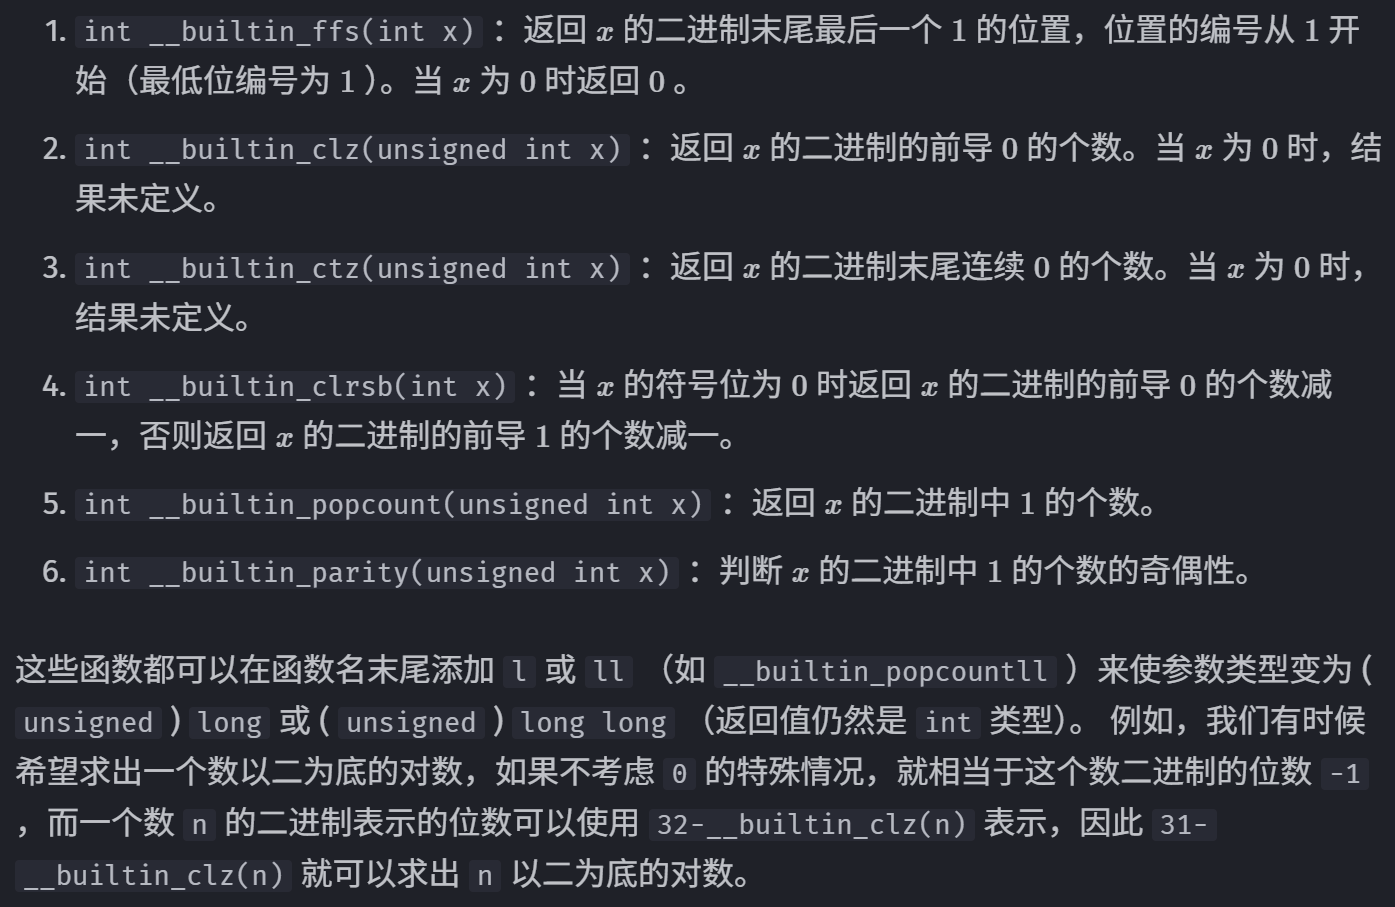 1. int __builtin_ffs(int x) ：返回 x 的二进制末尾最后一个 1 的位置，位置的编号从 1 开
始（最低位编号为 1 ）。当 x 为 0 时返回 0 。
2. int __builtin_clz(unsigned int x) ：返回 x 的二进制的前导 0 的个数。当 x 为 0 时，结
果未定义。
3. int __builtin_ctz(unsigned int x) ：返回 x 的二进制末尾连续 0 的个数。当 x 为 0 时，
结果未定义。
4. int __builtin_clrsb(int x) ：当 x 的符号位为 0 时返回 x 的二进制的前导 0 的个数减
一，否则返回 x 的二进制的前导 1 的个数减一。
5. int __builtin_popcount(unsigned int x) ：返回 x 的二进制中 1 的个数。
6. int __builtin_parity(unsigned int x) ：判断 x 的二进制中 1 的个数的奇偶性。
这些函数都可以在函数名末尾添加 l 或 ll （如 __builtin_popcountll ）来使参数类型变为 (
unsigned ) long 或 ( unsigned ) long long （返回值仍然是 int 类型）。 例如，我们有时候
希望求出一个数以二为底的对数，如果不考虑 0 的特殊情况，就相当于这个数二进制的位数 -1
，而一个数 n 的二进制表示的位数可以使用 32-__builtin_clz(n) 表示，因此 31-
__builtin_clz(n) 就可以求出 n 以二为底的对数。